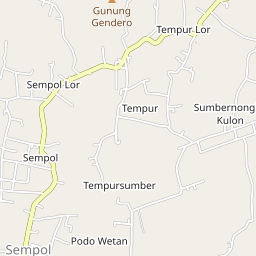 Gunung
Gendero
Tempur Lor
Sempol Lor
Tempur
Sumbernong
Kulon
Sempol
Tempursumber
Podo Wetan
Sempol